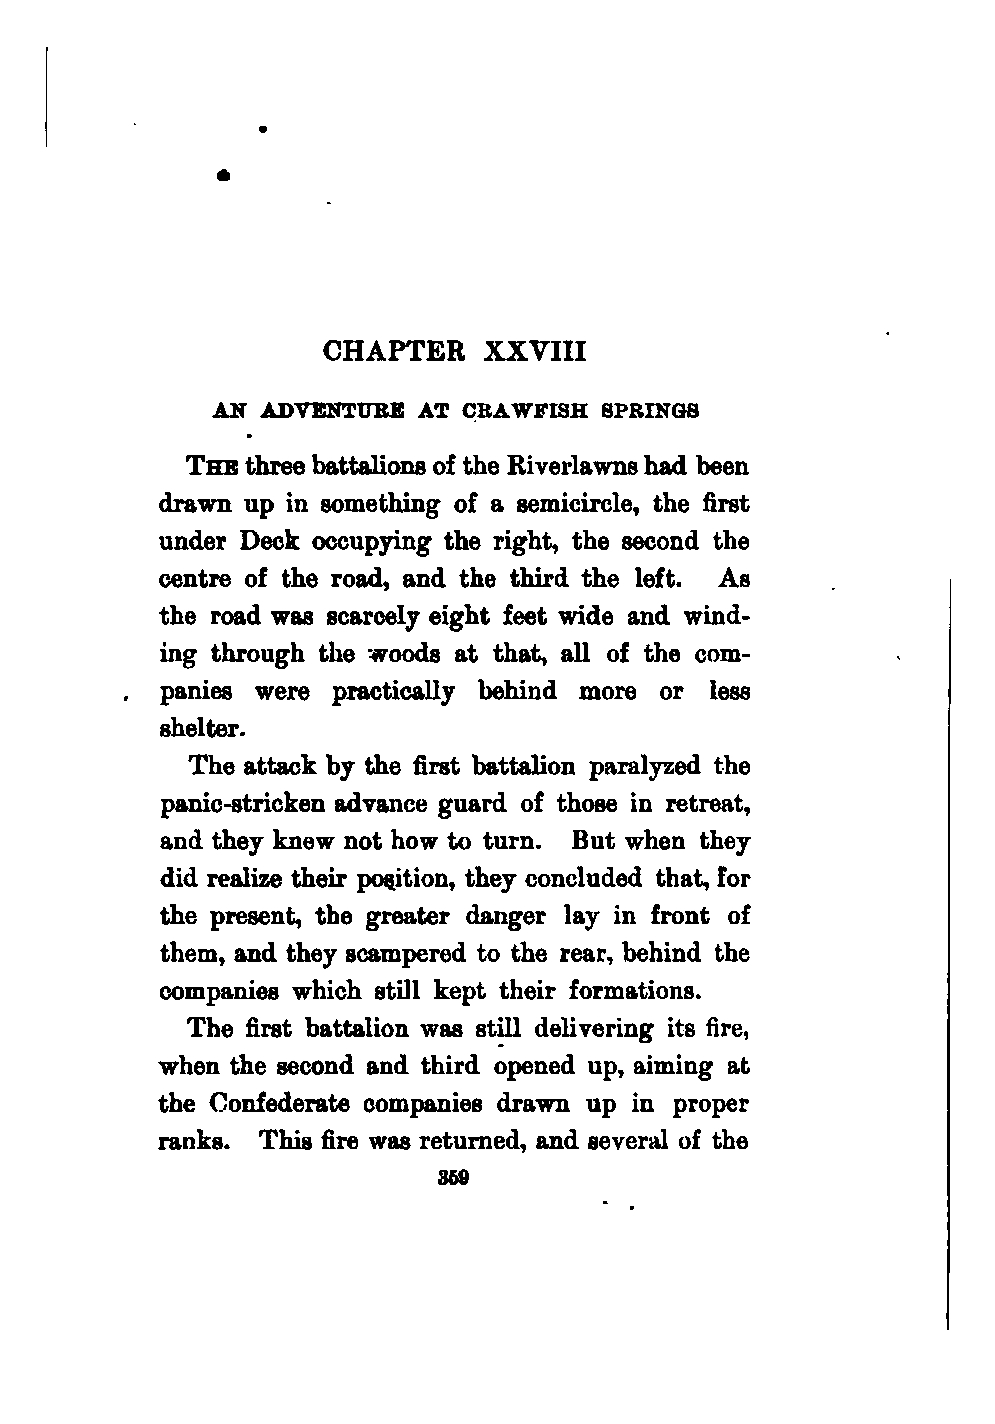 CHAPTER XXVIII
AN ADVENTURE AT CRAWFISH SPRINGS
THE three battalions of the Riverlawns had been
drawn up in something of a semicircle, the first
under Deck occupying the right, the second the
centre of the road, and the third the left. As
the road was scarcely eight feet wide and wind-
ing through the woods at that, all of the com-
panies were practically behind more or less
shelter.
The attack by the first battalion paralyzed the
panic-stricken advance guard of those in retreat,
and they knew not how to turn. But when they
did realize their position, they concluded that, for
the present, the greater danger lay in front of
them, and they scampered to the rear, behind the
companies which still kept their formations.
The first battalion was still delivering its fire,
when the second and third opened up, aiming at
the Confederate companies drawn up in proper
ranks. This fire was returned, and several of the
359